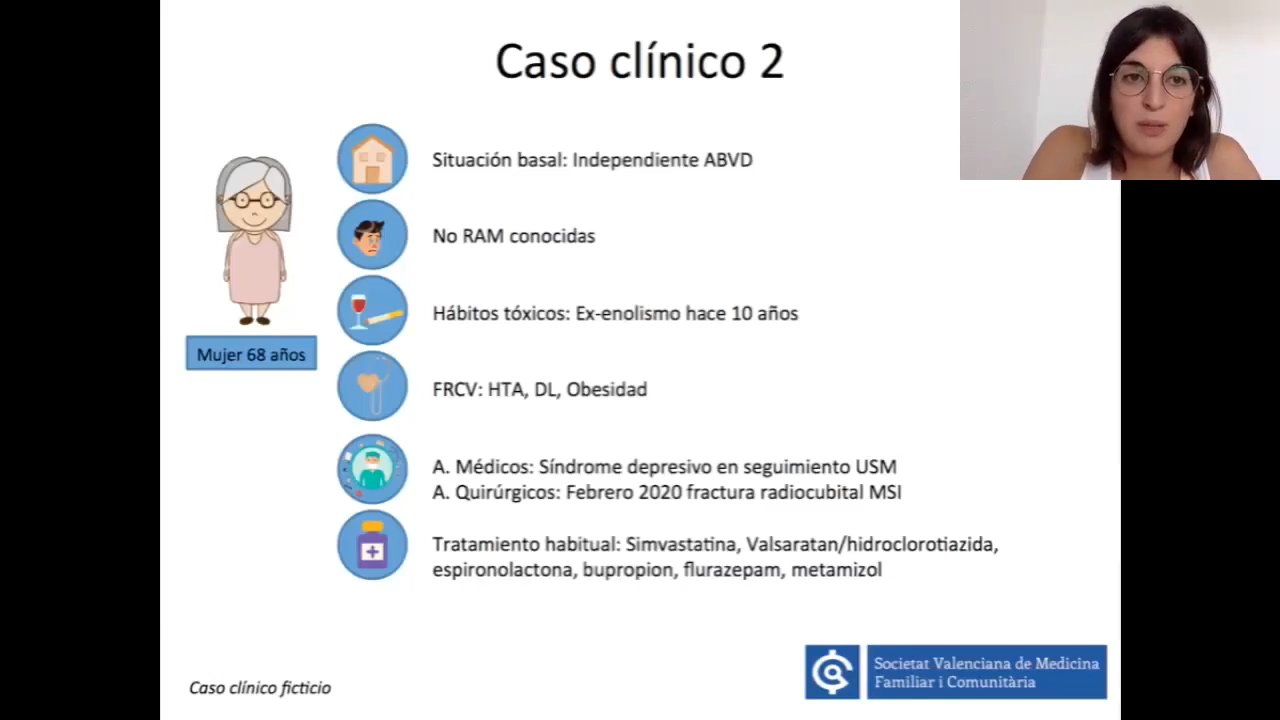 Caso clínico 2
Situación basal: Independiente ABVD
No RAM conocidas
Hábitos tóxicos: Ex-enolismo hace 10 años
Mujer 68 años
FRCV: HTA, DL, Obesidad
A. Médicos: Síndrome depresivo en seguimiento USM
A. Quirúrgicos: Febrero 2020 fractura radiocubital MSI
Tratamiento habitual: Simvastatina, Valsaratan/hidroclorotiazida,
espironolactona, bupropion, flurazepam, metamizol
Societat Valenciana de Medicina
Familiar i Comunitària
Caso clínico ficticio